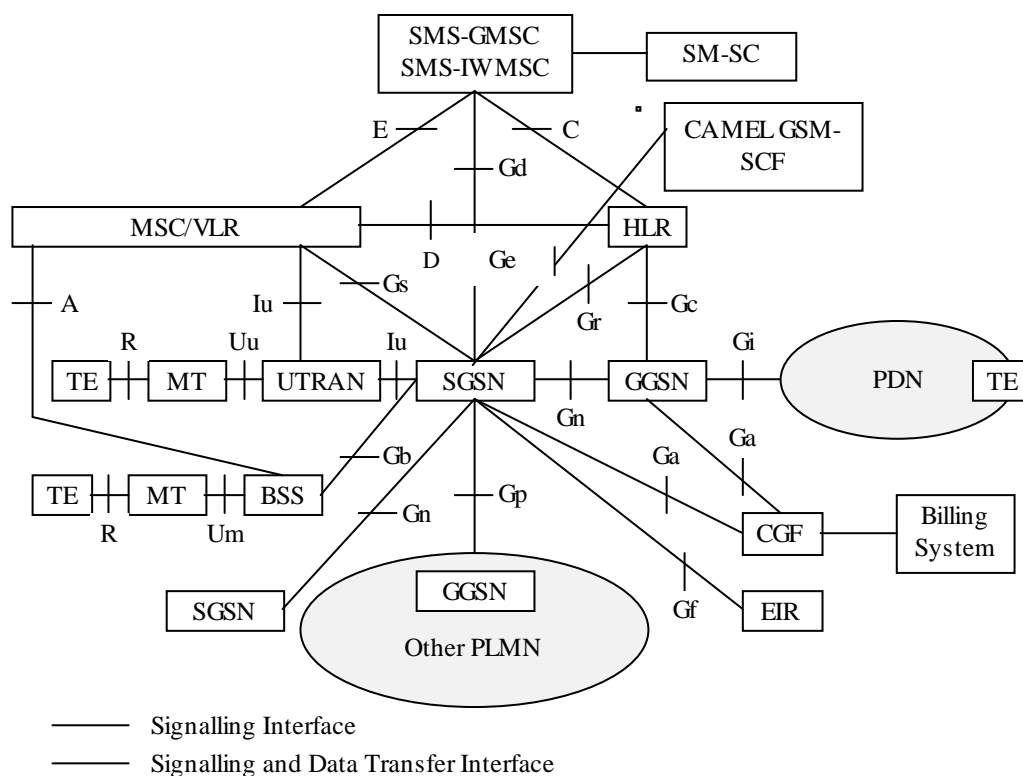 SMS-GMSC
SMS-IWMSC
SM-SC
E
C
CAMEL GSM-
SCF
Gd
MSC/VLR
HLR
D
Ge
Gs
A
Iu
Gr
Gc
R
Uu
Iu
Gi
TE
MT
UTRAN
SGSN
GGSN
PDN
TE
Gn
Gb
Ga
Ga
TE
MT
BSS
Gp
R
Um
Gn
CGF
Billing
System
SGSN
GGSN
Gf
EIR
Other PLMN
Signalling Interface
Signalling and Data Transfer Interface